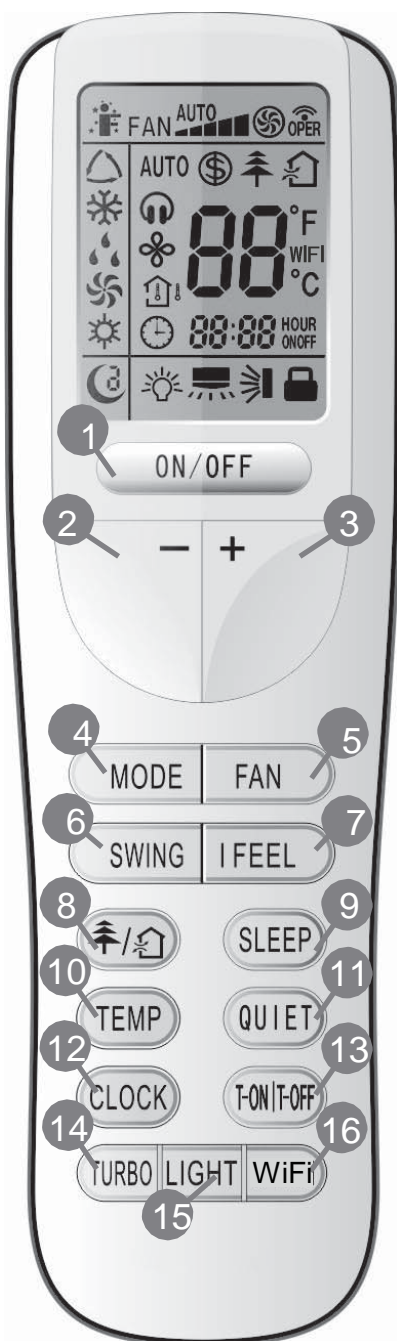 FAN AUTO OPER
AUTO
88 °F
WIFI
°C
88:88 HOUR
ONOFF
1
ON/OFF
2 − + 3
4 5
MODE FAN
6 7
SWING I FEEL
8 9
/ SLEEP
10 11
TEMP QUIET
12 13
CLOCK T-ON|T-OFF
14 16
TURBO LIGHT WiFi
15